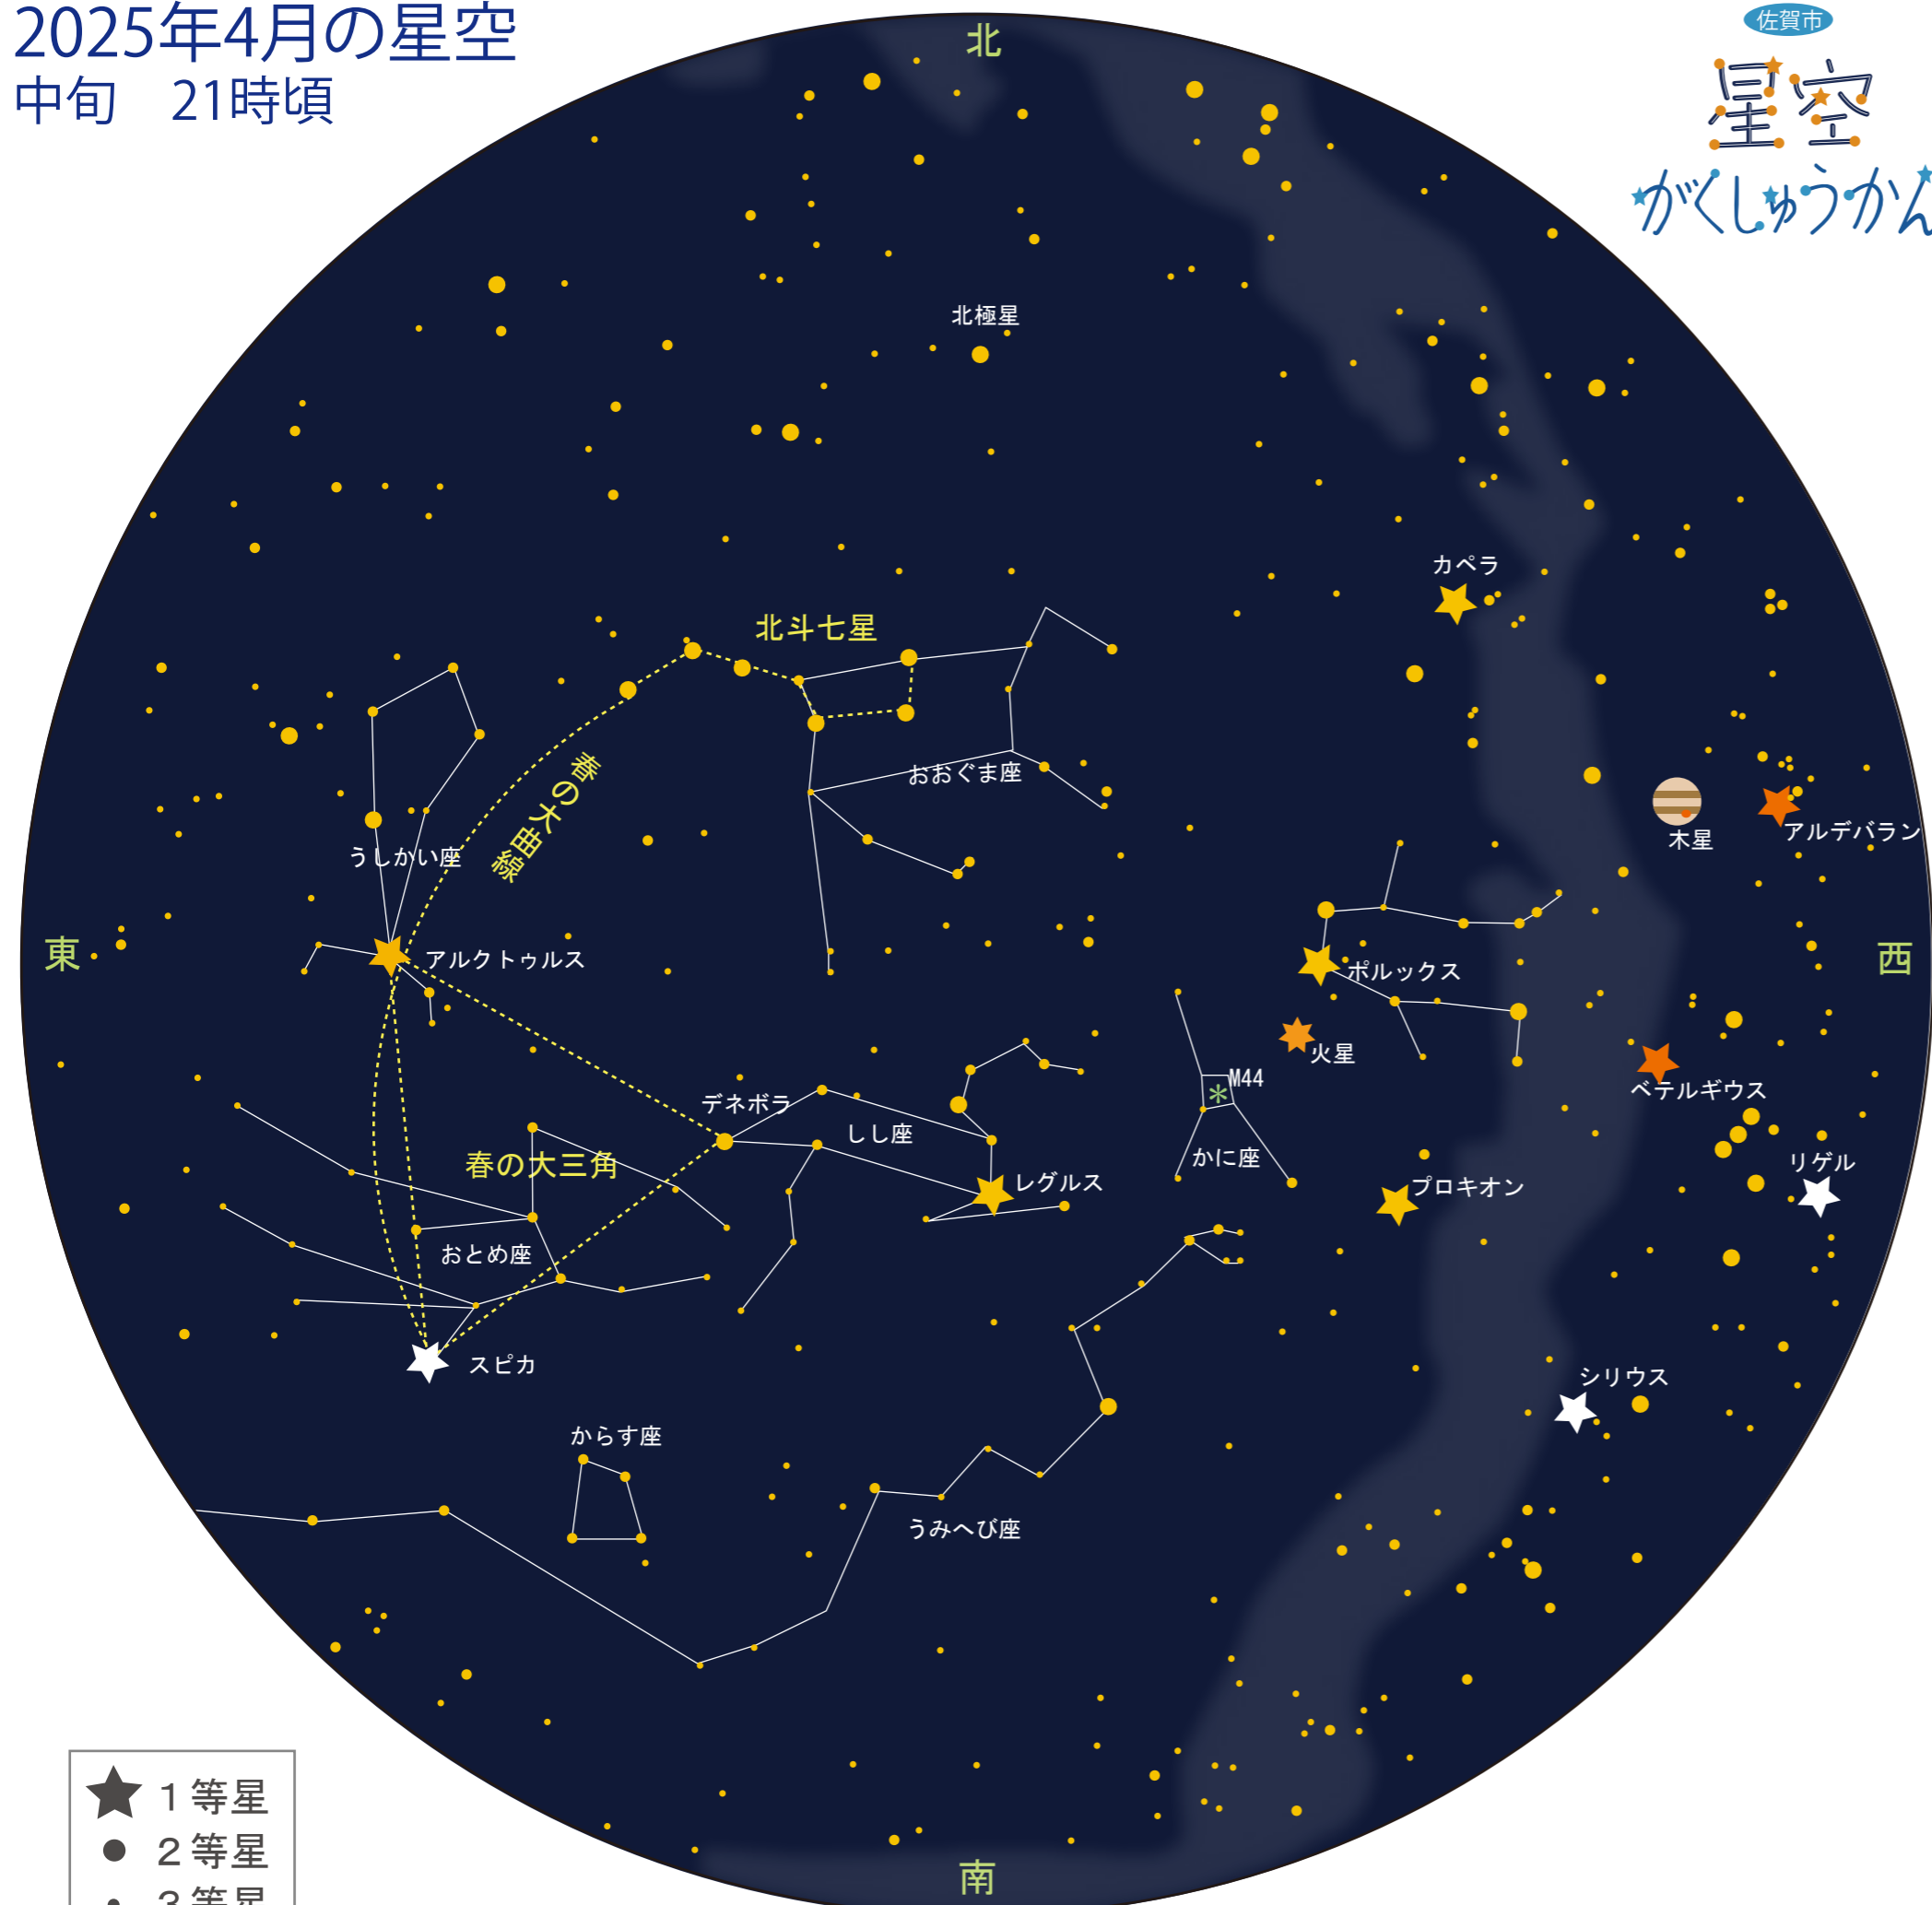 2025年4月の星空
中旬　21時頃
佐賀市
星空
がくしゅうかん
北
北極星
カペラ
北斗七星
おおぐま座
春の大曲線
うしかい座
木星
アルデバラン
東
アルクトゥルス
ポルックス
西
火星
M44
ベテルギウス
デネボラ
しし座
かに座
リゲル
春の大三角
レグルス
プロキオン
おとめ座
スピカ
シリウス
からす座
うみへび座
南
1等星
2等星
3等星